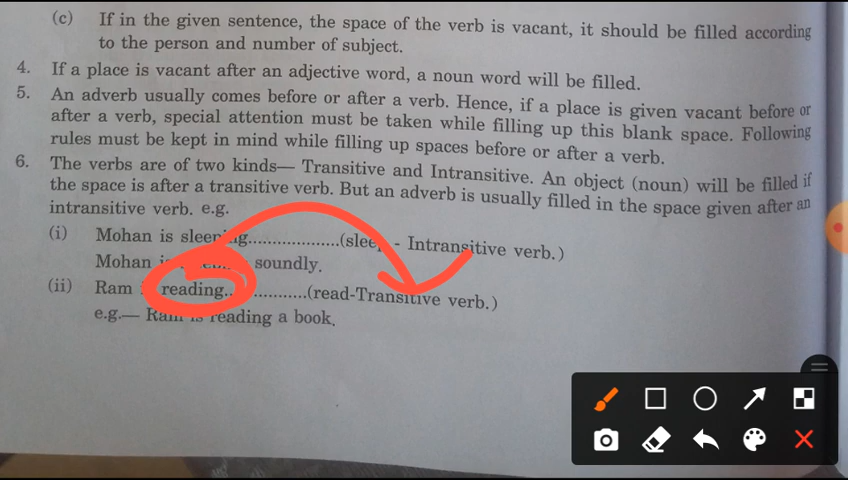 (c) If in the given sentence, the space of the verb is vacant, it should be filled according
to the person and number of subject.
4. If a place is vacant after an adjective word, a noun word will be filled.
5. An adverb usually comes before or after a verb. Hence, if a place is given vacant before or
after a verb, special attention must be taken while filling up this blank space. Following
rules must be kept in mind while filling up spaces before or after a verb.
6. The verbs are of two kinds— Transitive and Intransitive. An object (noun) will be filled if
the space is after a transitive verb. But an adverb is usually filled in the space given after an
intransitive verb. e.g.
(i) Mohan is sleeping...................(sleep - Intransitive verb.)
Mohan soundly.
(ii) Ram reading..............(read-Transitive verb.)
e.g.— Ram is reading a book.